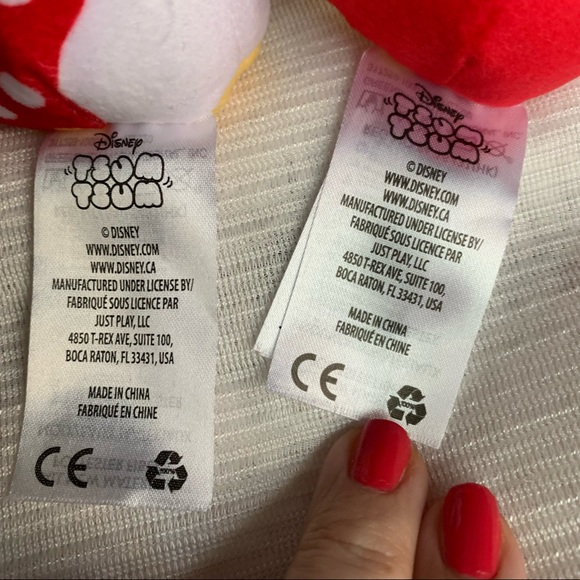 Disney
TSUM
TSUM
© DISNEY
WWW.DISNEY.COM
WWW.DISNEY.CA
MANUFACTURED UNDER LICENSE BY/
FABRIQUÉ SOUS LICENCE PAR
JUST PLAY, LLC
4850 T-REX AVE, SUITE 100,
BOCA RATON, FL 33431, USA
MADE IN CHINA
FABRIQUÉ EN CHINE
CE
100%
Disney
TSUM
TSUM
© DISNEY
WWW.DISNEY.COM
WWW.DISNEY.CA
MANUFACTURED UNDER LICENSE BY/
FABRIQUÉ SOUS LICENCE PAR
JUST PLAY, LLC
4850 T-REX AVE, SUITE 100,
BOCA RATON, FL 33431, USA
MADE IN CHINA
FABRIQUÉ EN CHINE
CE
100%